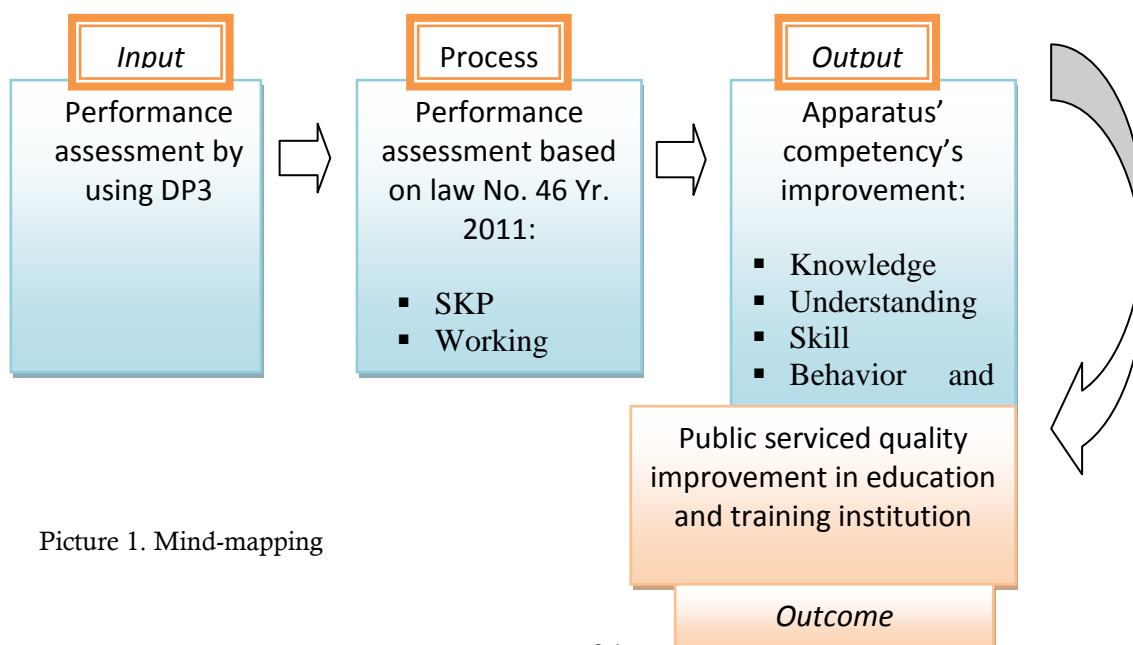 Input
Performance
assessment by
using DP3
Process
Performance
assessment based
on law No. 46 Yr.
2011:
▪ SKP
▪ Working
Output
Apparatus’
competency’s
improvement:
▪ Knowledge
▪ Understanding
▪ Skill
▪ Behavior and
Public serviced quality
improvement in education
and training institution
Outcome
Picture 1. Mind-mapping